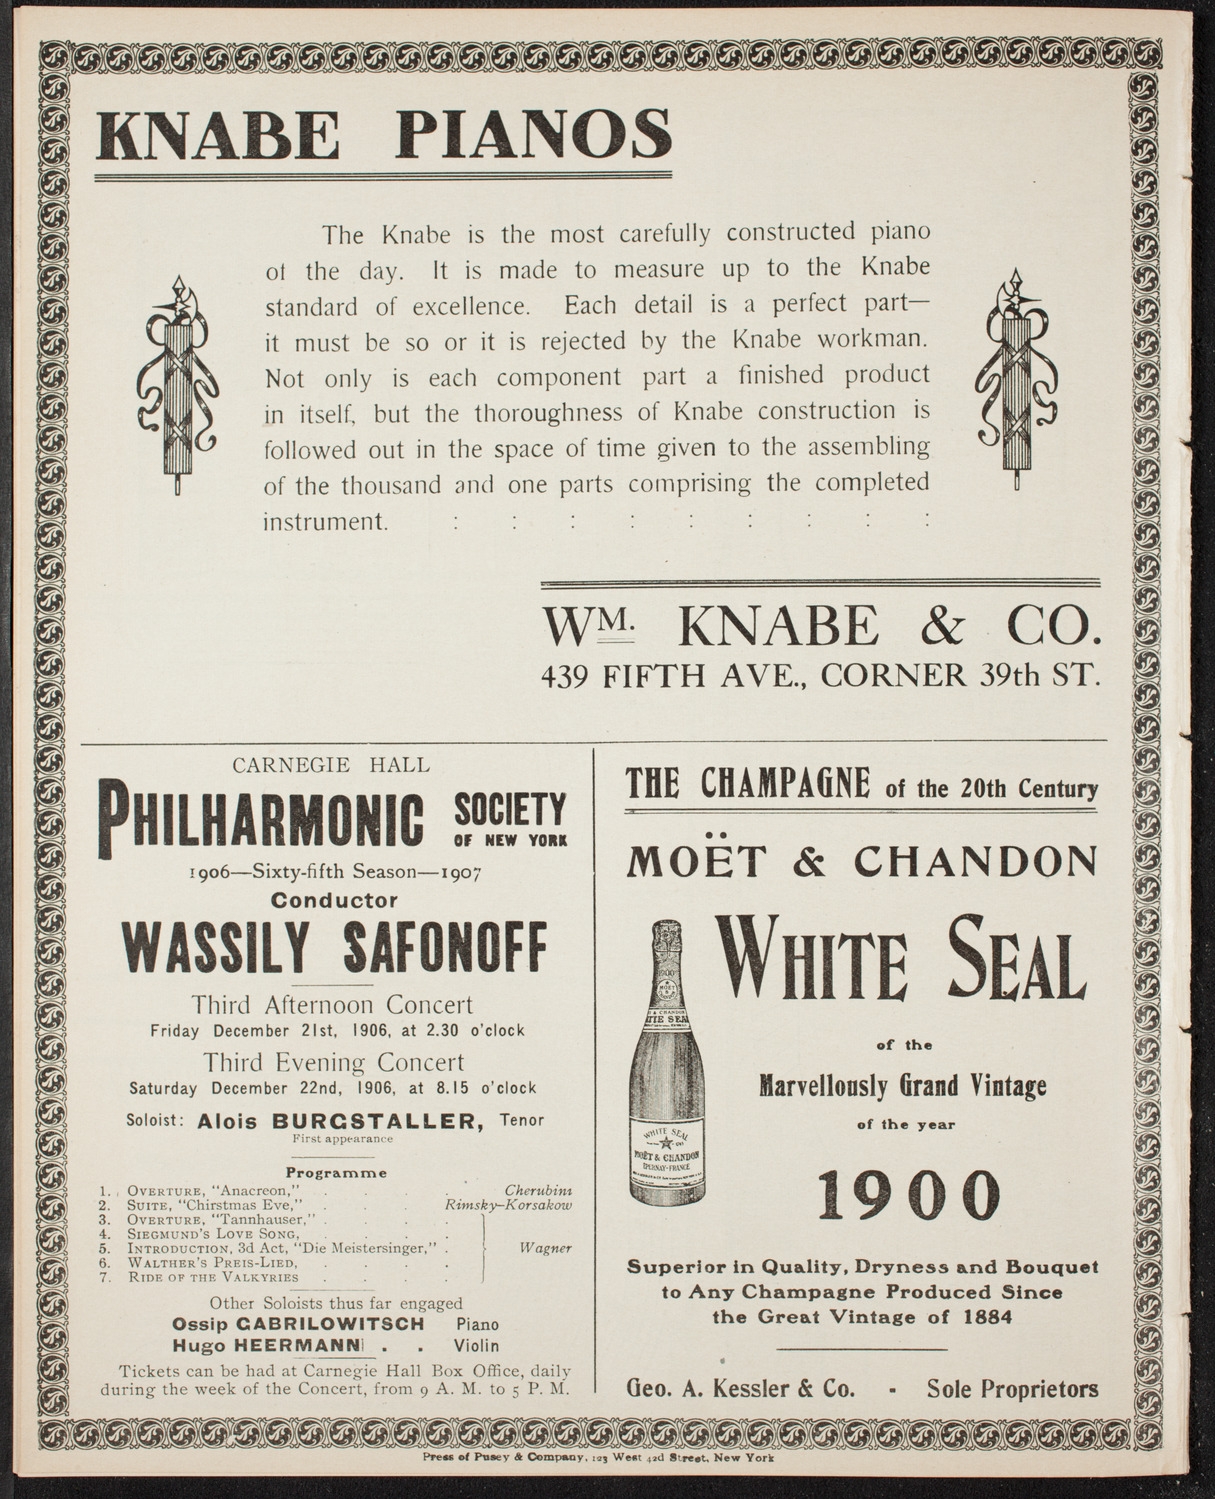 KNABE PIANOS
The Knabe is the most carefully constructed piano
of the day. It is made to measure up to the Knabe
standard of excellence. Each detail is a perfect part—
it must be so or it is rejected by the Knabe workman.
Not only is each component part a finished product
in itself, but the thoroughness of Knabe construction is
followed out in the space of time given to the assembling
of the thousand and one parts comprising the completed
instrument. : : : : : : : : :
WM. KNABE & CO.
439 FIFTH AVE., CORNER 39th ST.
CARNEGIE HALL
PHILHARMONIC SOCIETY
OF NEW YORK
1906—Sixty-fifth Season—1907
Conductor
WASSILY SAFONOFF
Third Afternoon Concert
Friday December 21st, 1906, at 2.30 o'clock
Third Evening Concert
Saturday December 22nd, 1906, at 8.15 o'clock
Soloist: Alois BURGSTALLER, Tenor
First appearance
Programme
1. OVERTURE, "Anacreon," . . . Cherubini
2. SUITE, "Chirstmas Eve," . . . Rimsky-Korsakow
3. OVERTURE, "Tannhauser," . . . .
4. SIEGMUND'S LOVE SONG, . . . .
5. INTRODUCTION, 3d Act, "Die Meistersinger," . Wagner
6. WALTHER'S PREIS-LIED, . . . .
7. RIDE OF THE VALKYRIES . . . .
Other Soloists thus far engaged
Ossip GABRILOWITSCH Piano
Hugo HEERMANN . . Violin
Tickets can be had at Carnegie Hall Box Office, daily
during the week of the Concert, from 9 A. M. to 5 P. M.
THE CHAMPAGNE of the 20th Century
MOËT & CHANDON
WHITE SEAL
of the
Marvellously Grand Vintage
of the year
1900
WHITE SEAL
MOËT & CHANDON
EPERNAY-FRANCE
Superior in Quality, Dryness and Bouquet
to Any Champagne Produced Since
the Great Vintage of 1884
Geo. A. Kessler & Co. - Sole Proprietors
Press of Pusey & Company, 123 West 42d Street, New York